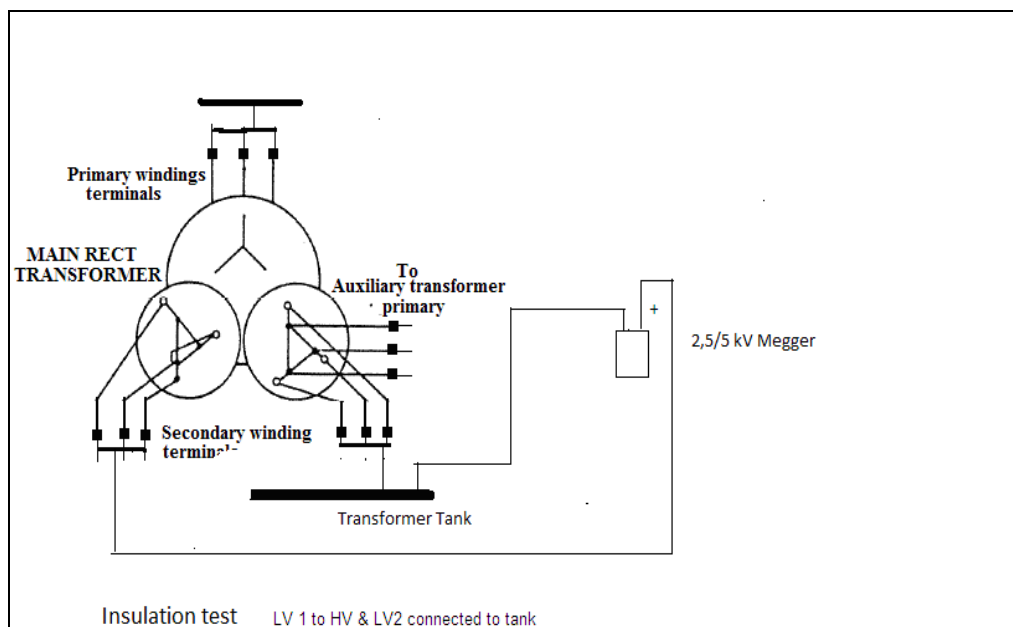 Primary windings
terminals
MAIN RECT
TRANSFORMER
To
Auxiliary transformer
primary
+
2,5/5 kV Megger
Secondary winding
terminals
Transformer Tank
Insulation test LV 1 to HV & LV2 connected to tank